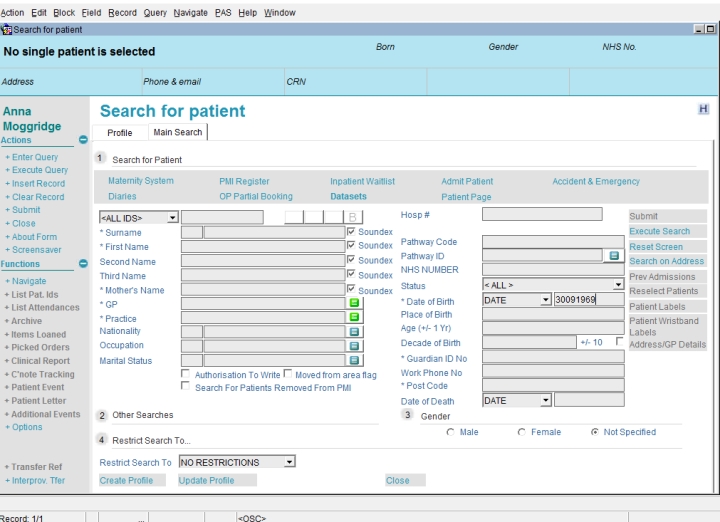 Action Edit Block Field Record Query Navigate PAS Help Window
Search for patient
No single patient is selected
Born Gender NHS No.
Address Phone & email CRN
Anna
Moggridge
Actions
+ Enter Query
+ Execute Query
+ Insert Record
+ Clear Record
+ Submit
+ Close
+ About Form
+ Screensaver
Functions
+ Navigate
+ List Pat. Ids
+ List Attendances
+ Archive
+ Items Loaned
+ Picked Orders
+ Clinical Report
+ C'note Tracking
+ Patient Event
+ Patient Letter
+ Additional Events
+ Options
+ Transfer Ref
+ Interprov. Tfer
Search for patient
H
Profile Main Search
1 Search for Patient
Maternity System PMI Register Inpatient Waitlist Admit Patient Accident & Emergency
Diaries OP Partial Booking Datasets Patient Page
<ALL IDS> B
* Surname Soundex
* First Name Soundex
Second Name Soundex
Third Name Soundex
* Mother's Name Soundex
* GP
* Practice
Nationality
Occupation
Marital Status
Authorisation To Write Moved from area flag
Search For Patients Removed From PMI
Hosp #
Pathway Code
Pathway ID
NHS NUMBER
Status < ALL >
* Date of Birth DATE 30091969
Place of Birth
Age (+/- 1 Yr)
Decade of Birth +/- 10
* Guardian ID No
Work Phone No
* Post Code
Date of Death DATE
Submit
Execute Search
Reset Screen
Search on Address
Prev Admissions
Reselect Patients
Patient Labels
Patient Wristband
Labels
Address/GP Details
2 Other Searches
3 Gender
Male Female Not Specified
4 Restrict Search To...
Restrict Search To NO RESTRICTIONS
Create Profile Update Profile Close
Record: 1/1 ... <OSC>